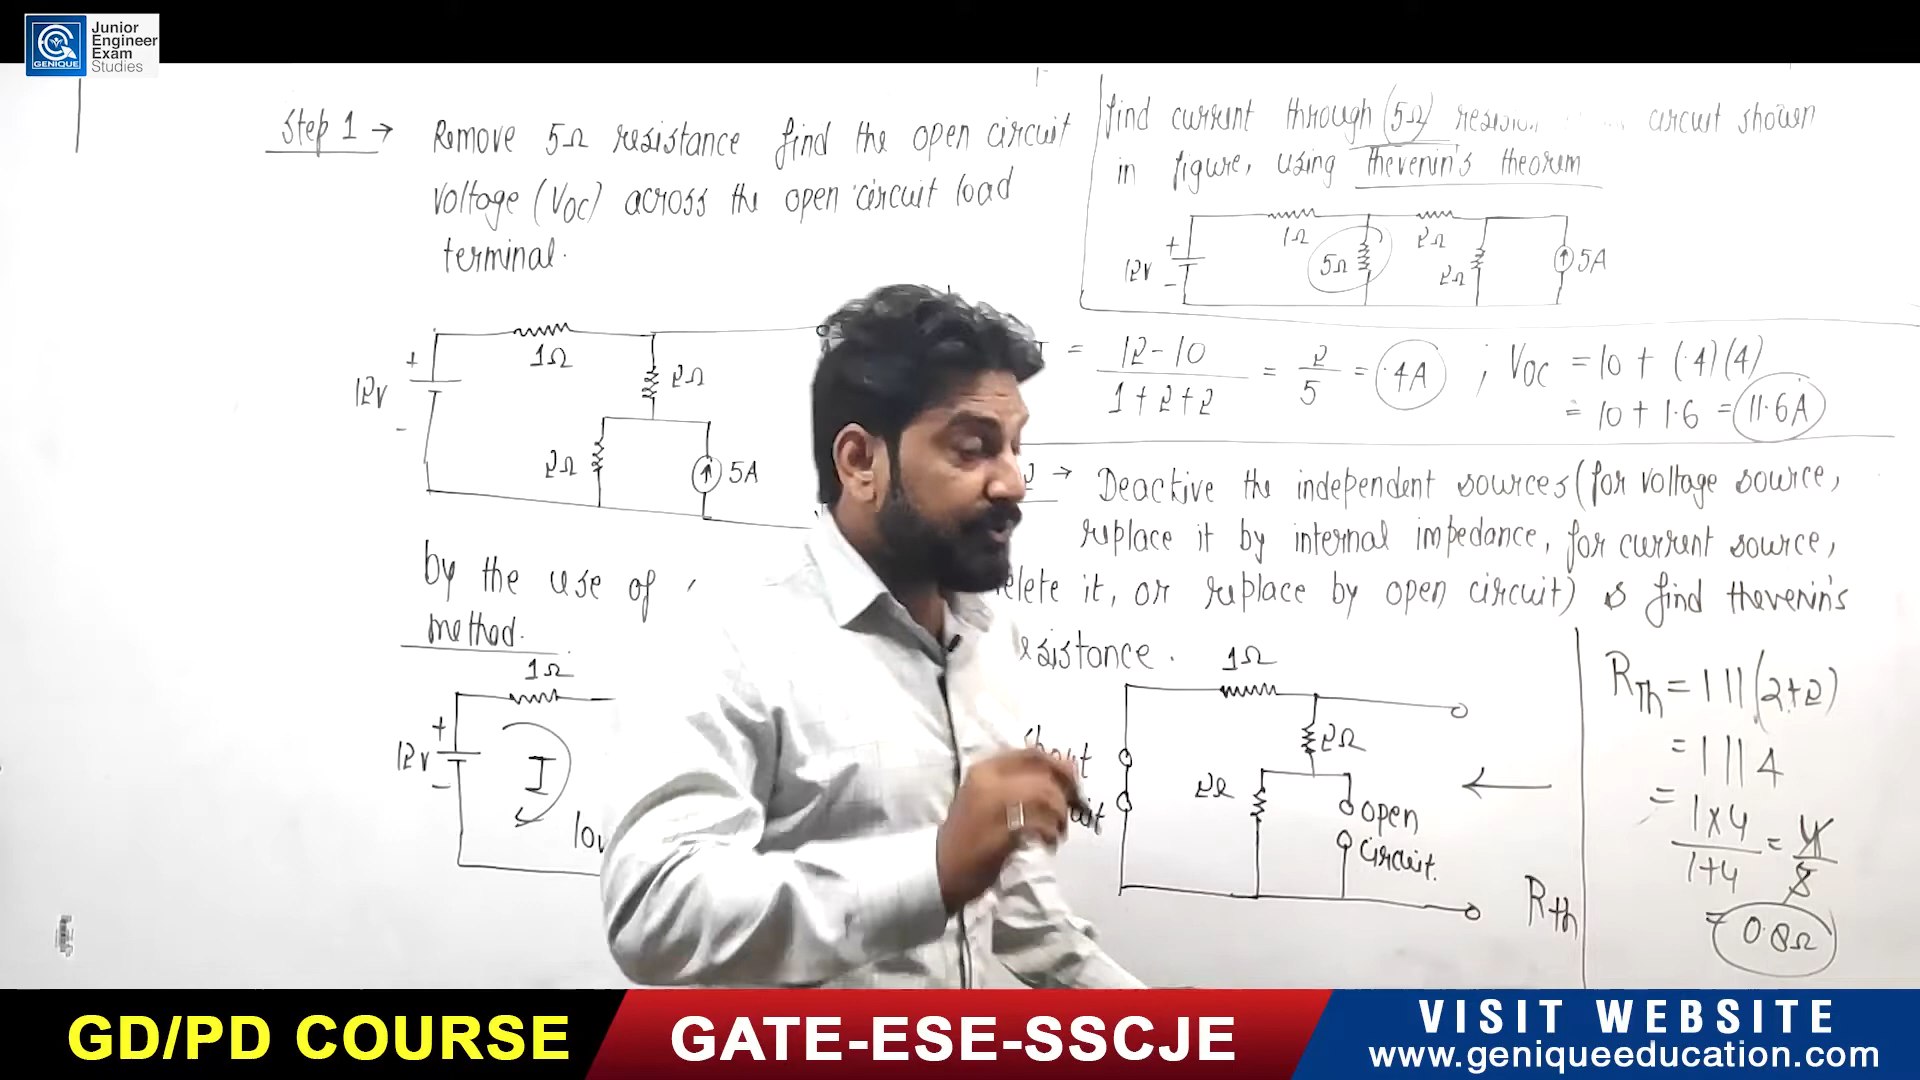 Junior
Engineer
Exam
Studies
GENIQUE
Step 1 → Remove 5Ω resistance find the open circuit
voltage (VOC) across the open circuit load
terminal.
find current through (5Ω) circuit shown
in figure, using thevenin's theorem
1Ω
2Ω
+
12V
-
5Ω
2Ω
5A
1Ω
+
12V
-
2Ω
2Ω
5A
= 12-10 / 1+2+2 = 2/5 = .4A ; VOC = 10 + (.4)(4)
= 10 + 1.6 = 11.6A
→ Deactive the independent sources (for voltage source,
replace it by internal impedance, for current source,
delete it, or replace by open circuit) & find thevenin's
resistance.
by the use of
method.
1Ω
+
12V
-
I
10V
1Ω
2Ω
2Ω
Open
Circuit.
Rth
RTh = 1||(2+2)
= 1||4
= 1x4 / 1+4 = 4/5
= 0.8Ω
GD/PD COURSE
GATE-ESE-SSCJE
VISIT WEBSITE
www.geniqueeducation.com